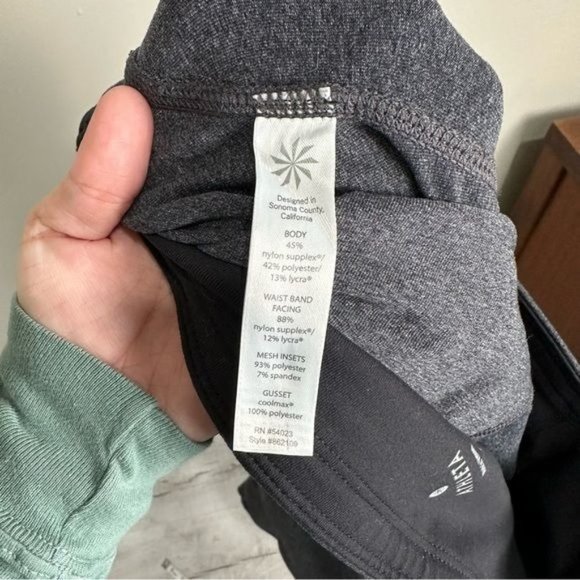 Designed in
Sonoma County,
California
BODY
45%
nylon supplex®/
42% polyester/
13% lycra®
WAIST BAND
FACING
88%
nylon supplex®/
12% lycra®
MESH INSETS
93% polyester
7% spandex
GUSSET
coolmax®
100% polyester
RN #54023
Style #862109
ATHLETA